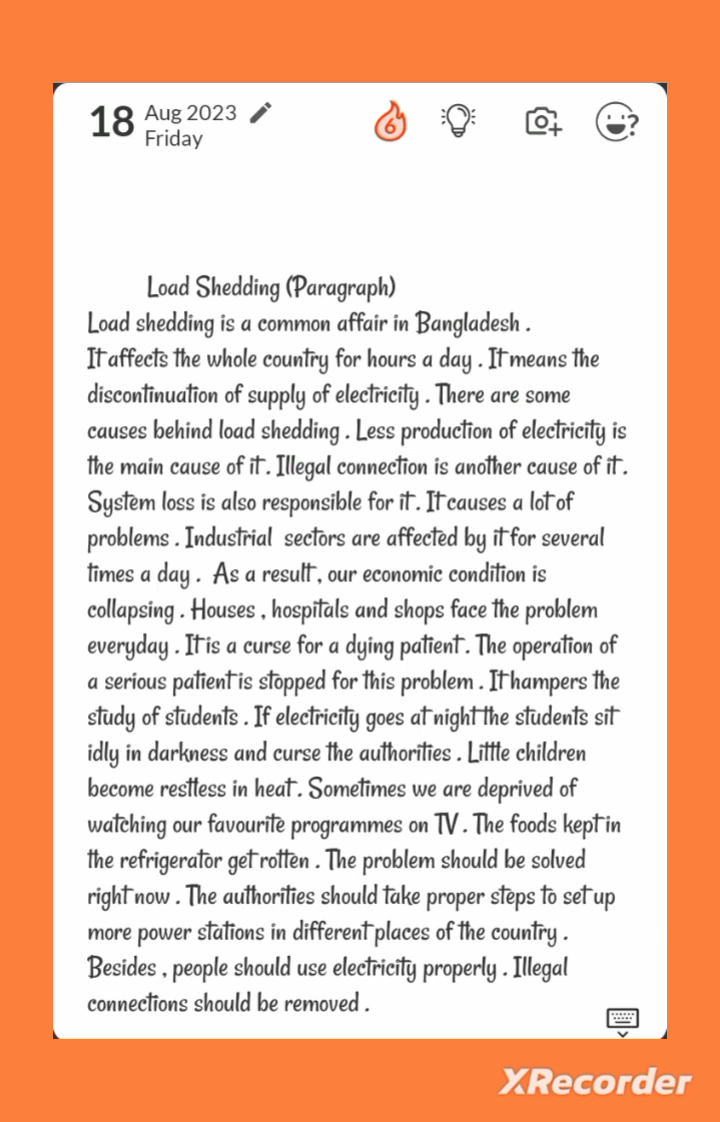 18 Aug 2023
Friday
6
?
Load Shedding (Paragraph)
Load shedding is a common affair in Bangladesh .
It affects the whole country for hours a day . It means the
discontinuation of supply of electricity . There are some
causes behind load shedding . Less production of electricity is
the main cause of it . Illegal connection is another cause of it .
System loss is also responsible for it . It causes a lot of
problems . Industrial  sectors are affected by it for several
times a day .  As a result , our economic condition is
collapsing . Houses , hospitals and shops face the problem
everyday . It is a curse for a dying patient . The operation of
a serious patient is stopped for this problem . It hampers the
study of students . If electricity goes at night the students sit
idly in darkness and curse the authorities . Little children
become restless in heat . Sometimes we are deprived of
watching our favourite programmes on TV . The foods kept in
the refrigerator get rotten . The problem should be solved
right now . The authorities should take proper steps to set up
more power stations in different places of the country .
Besides , people should use electricity properly . Illegal
connections should be removed .
XRecorder